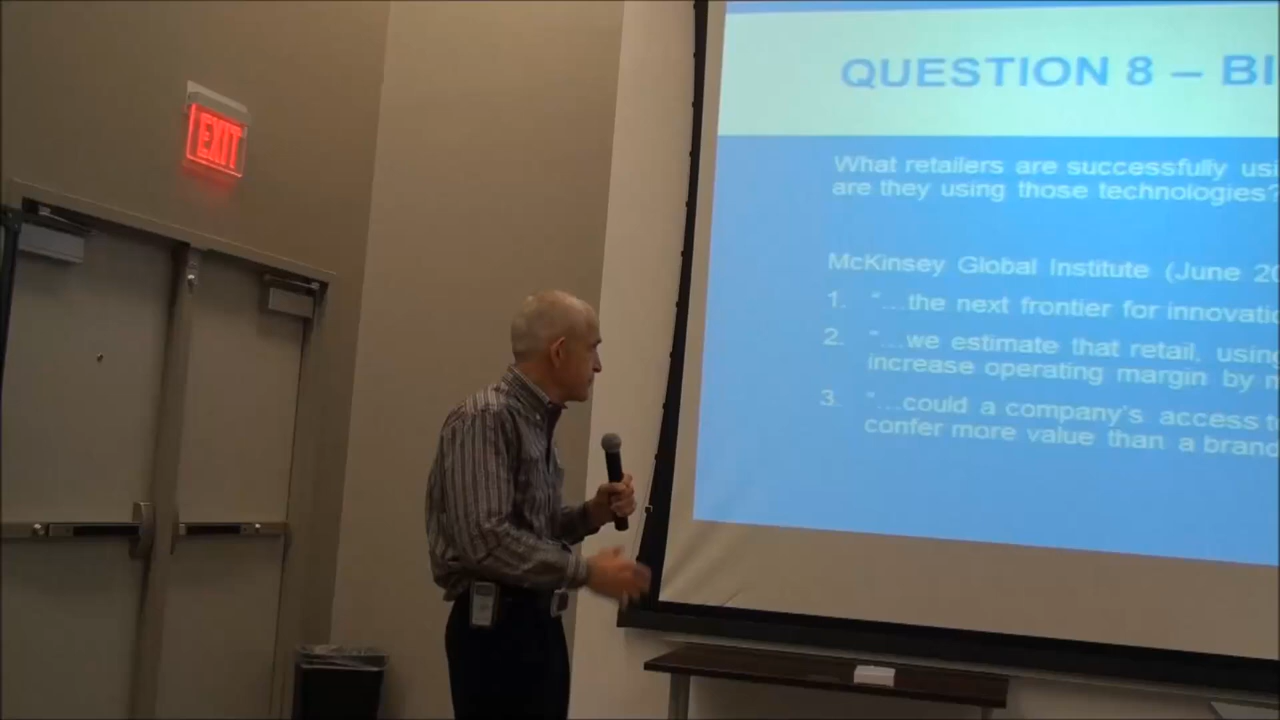 EXIT
QUESTION 8 – BI
What retailers are successfully usi
are they using those technologies?
McKinsey Global Institute (June 20
1. "...the next frontier for innovatio
2. "...we estimate that retail, using
increase operating margin by m
3. "...could a company's access t
confer more value than a brand